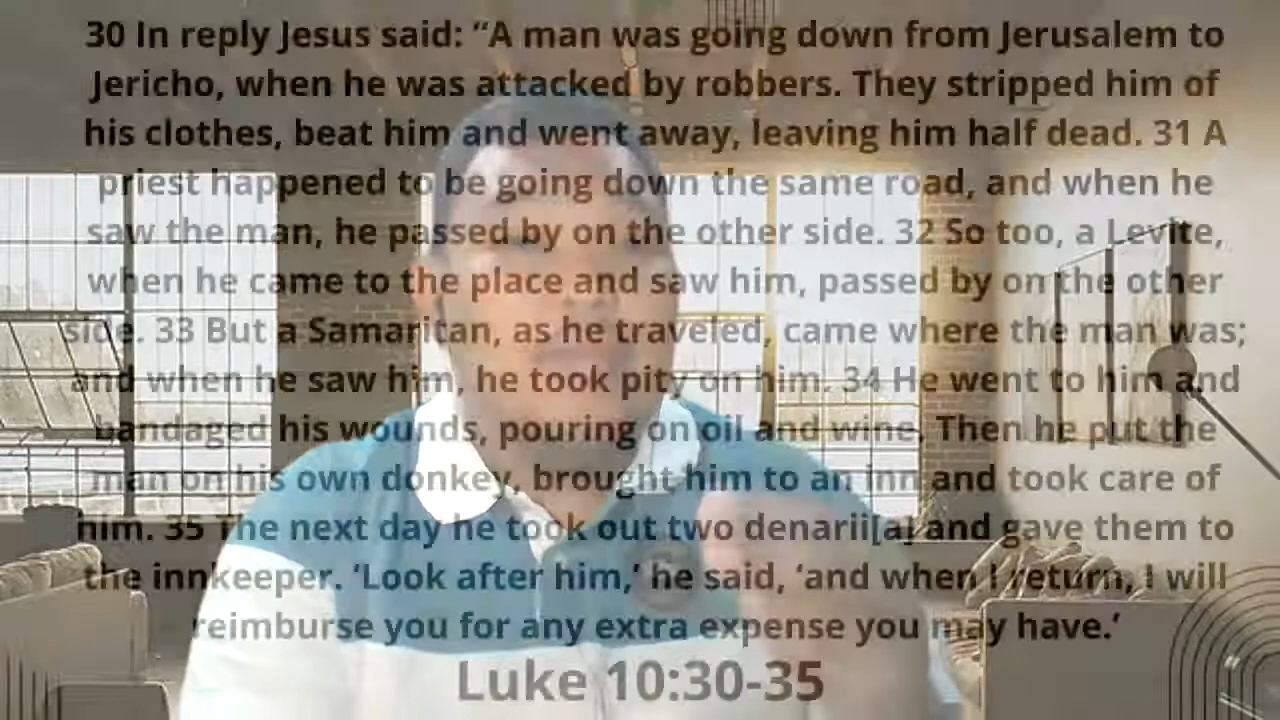 30 In reply Jesus said: “A man was going down from Jerusalem to
Jericho, when he was attacked by robbers. They stripped him of
his clothes, beat him and went away, leaving him half dead. 31 A
priest happened to be going down the same road, and when he
saw the man, he passed by on the other side. 32 So too, a Levite,
when he came to the place and saw him, passed by on the other
side. 33 But a Samaritan, as he traveled, came where the man was;
and when he saw him, he took pity on him. 34 He went to him and
bandaged his wounds, pouring on oil and wine. Then he put the
man on his own donkey, brought him to an inn and took care of
him. 35 The next day he took out two denarii[a] and gave them to
the innkeeper. ‘Look after him,’ he said, ‘and when I return, I will
reimburse you for any extra expense you may have.’
Luke 10:30-35